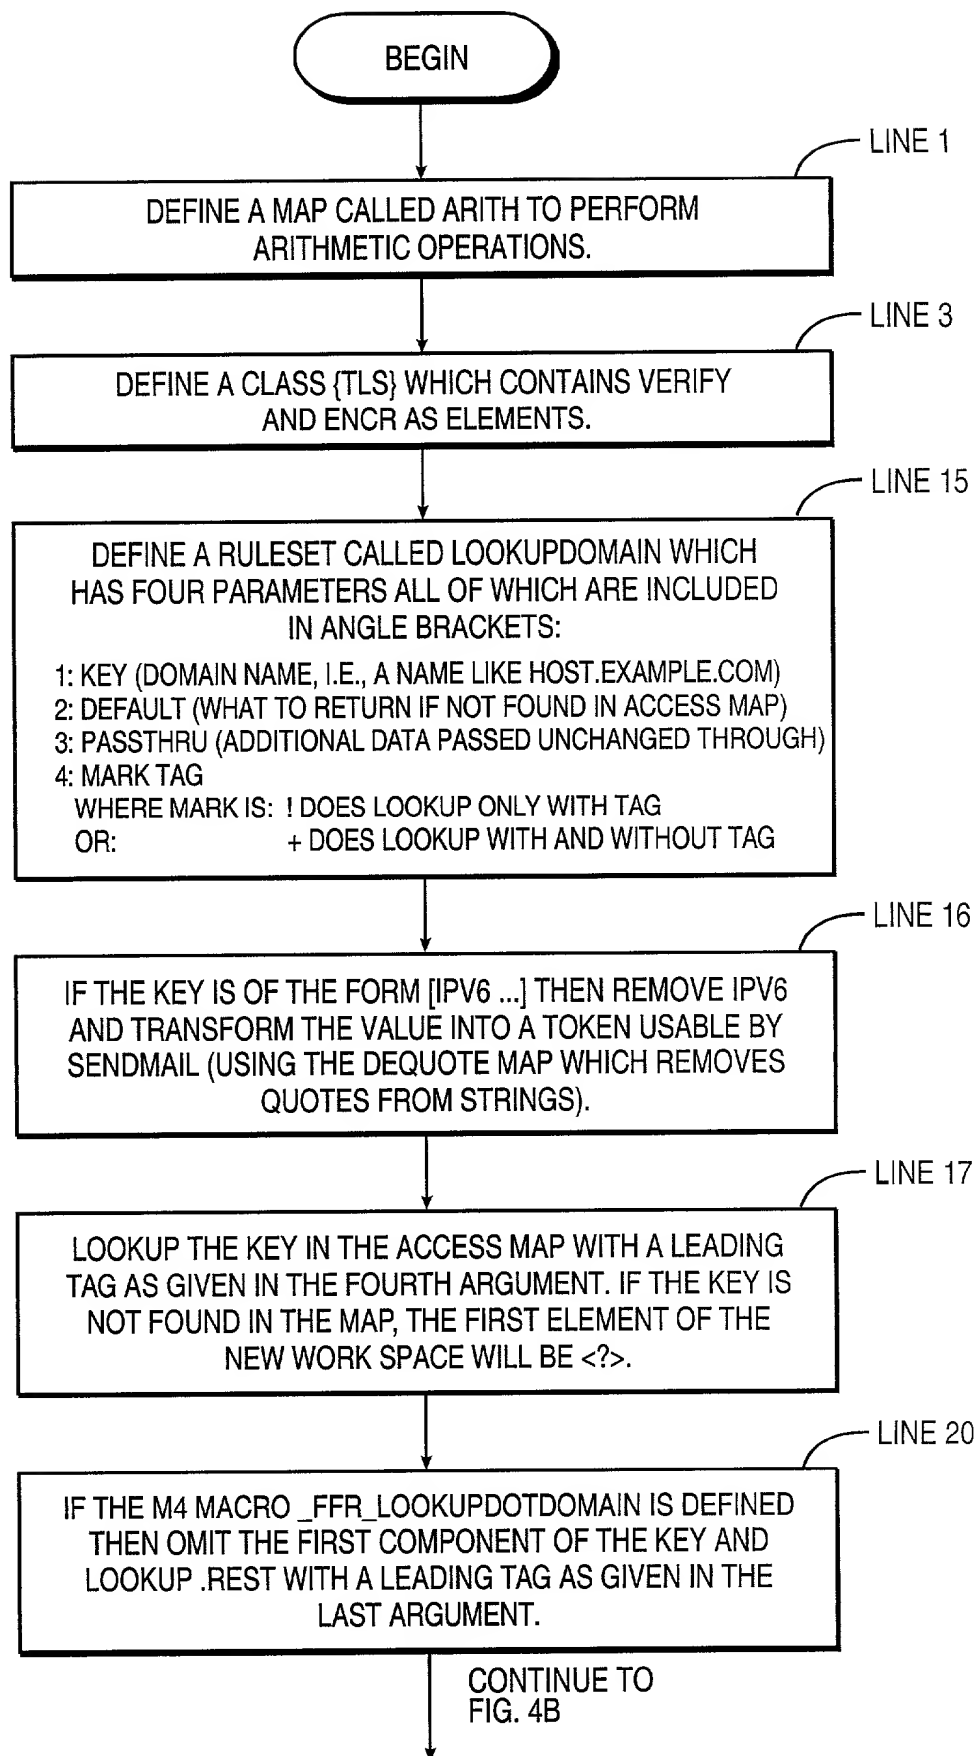 BEGIN
LINE 1
DEFINE A MAP CALLED ARITH TO PERFORM
ARITHMETIC OPERATIONS.
LINE 3
DEFINE A CLASS {TLS} WHICH CONTAINS VERIFY
AND ENCR AS ELEMENTS.
LINE 15
DEFINE A RULESET CALLED LOOKUPDOMAIN WHICH
HAS FOUR PARAMETERS ALL OF WHICH ARE INCLUDED
IN ANGLE BRACKETS:
1: KEY (DOMAIN NAME, I.E., A NAME LIKE HOST.EXAMPLE.COM)
2: DEFAULT (WHAT TO RETURN IF NOT FOUND IN ACCESS MAP)
3: PASSTHRU (ADDITIONAL DATA PASSED UNCHANGED THROUGH)
4: MARK TAG
WHERE MARK IS: ! DOES LOOKUP ONLY WITH TAG
OR: + DOES LOOKUP WITH AND WITHOUT TAG
LINE 16
IF THE KEY IS OF THE FORM [IPV6 ...] THEN REMOVE IPV6
AND TRANSFORM THE VALUE INTO A TOKEN USABLE BY
SENDMAIL (USING THE DEQUOTE MAP WHICH REMOVES
QUOTES FROM STRINGS).
LINE 17
LOOKUP THE KEY IN THE ACCESS MAP WITH A LEADING
TAG AS GIVEN IN THE FOURTH ARGUMENT. IF THE KEY IS
NOT FOUND IN THE MAP, THE FIRST ELEMENT OF THE
NEW WORK SPACE WILL BE <?>.
LINE 20
IF THE M4 MACRO _FFR_LOOKUPDOTDOMAIN IS DEFINED
THEN OMIT THE FIRST COMPONENT OF THE KEY AND
LOOKUP .REST WITH A LEADING TAG AS GIVEN IN THE
LAST ARGUMENT.
CONTINUE TO
FIG. 4B